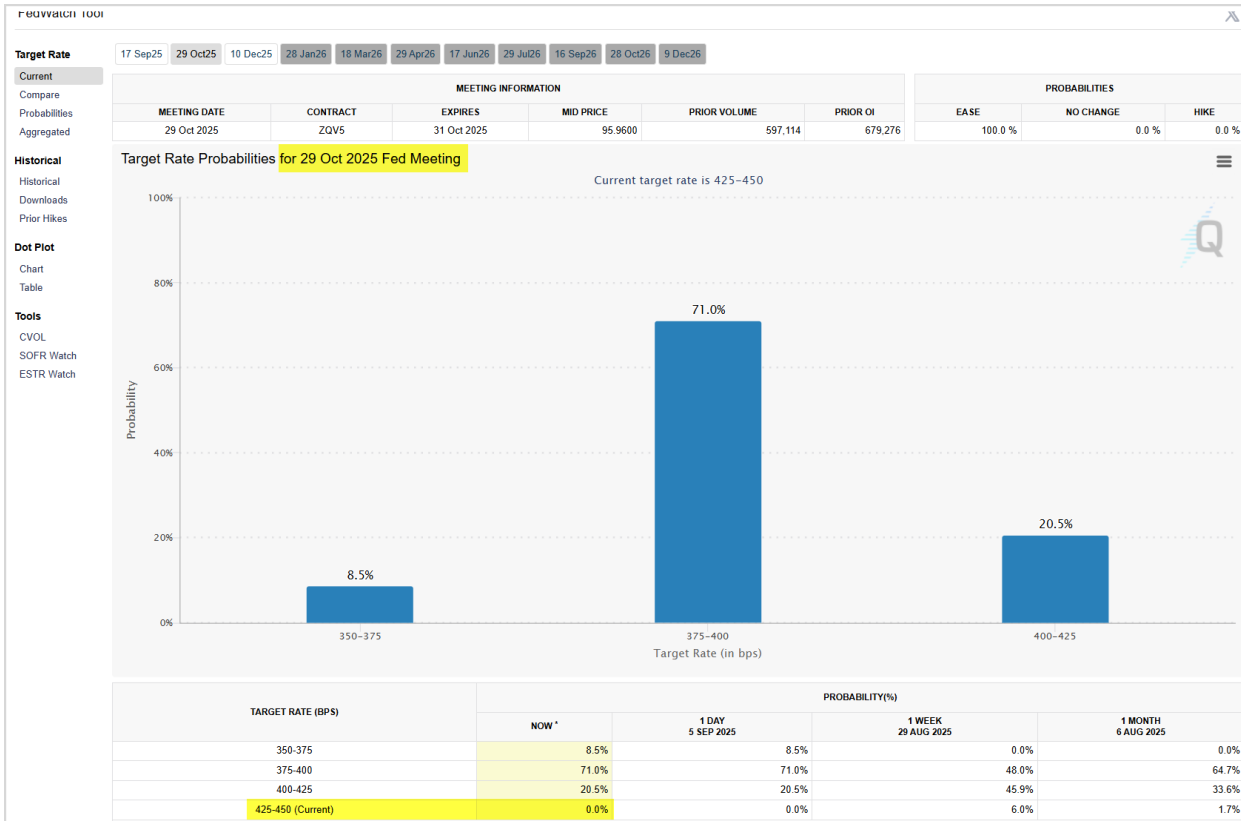 FedWatch Tool
Target Rate
Current
Compare
Probabilities
Aggregated
Historical
Historical
Downloads
Prior Hikes
Dot Plot
Chart
Table
Tools
CVOL
SOFR Watch
ESTR Watch
17 Sep25 29 Oct25 10 Dec25 28 Jan26 18 Mar26 29 Apr26 17 Jun26 29 Jul26 16 Sep26 28 Oct26 9 Dec26
MEETING INFORMATION
MEETING DATE CONTRACT EXPIRES MID PRICE PRIOR VOLUME PRIOR OI
29 Oct 2025 ZQV5 31 Oct 2025 95.9600 597,114 679,276
PROBABILITIES
EASE NO CHANGE HIKE
100.0 % 0.0 % 0.0 %
Target Rate Probabilities for 29 Oct 2025 Fed Meeting
Current target rate is 425–450
Q
Probability
100%
80%
60%
40%
20%
0%
8.5%
71.0%
20.5%
350–375 375–400 400–425
Target Rate (in bps)
TARGET RATE (BPS) PROBABILITY(%)
NOW * 1 DAY 1 WEEK 1 MONTH
5 SEP 2025 29 AUG 2025 6 AUG 2025
350-375 8.5% 8.5% 0.0% 0.0%
375-400 71.0% 71.0% 48.0% 64.7%
400-425 20.5% 20.5% 45.9% 33.6%
425-450 (Current) 0.0% 0.0% 6.0% 1.7%